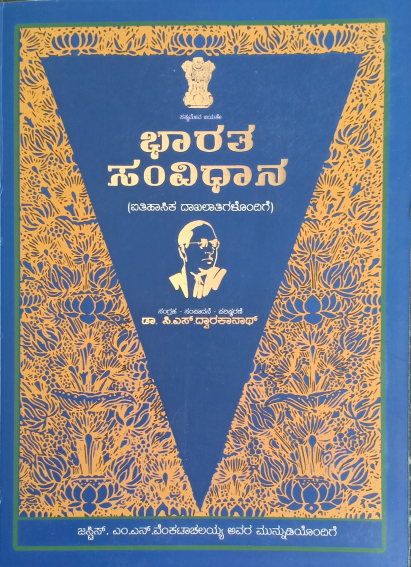 ಸತ್ಯಮೇವ ಜಯತೇ
ಭಾರತ
ಸಂವಿಧಾನ
(ಐತಿಹಾಸಿಕ ದಾಖಲಾತಿಗಳೊಂದಿಗೆ)
ಸಂಗ್ರಹ - ಸಂಪಾದನೆ - ಪರಿಷ್ಕರಣೆ
ಡಾ. ಸಿ.ಎಸ್.ದ್ವಾರಕಾನಾಥ್
ಜಸ್ಟಿಸ್. ಎಂ.ಎನ್.ವೆಂಕಟಾಚಲಯ್ಯ ಅವರ ಮುನ್ನುಡಿಯೊಂದಿಗೆ